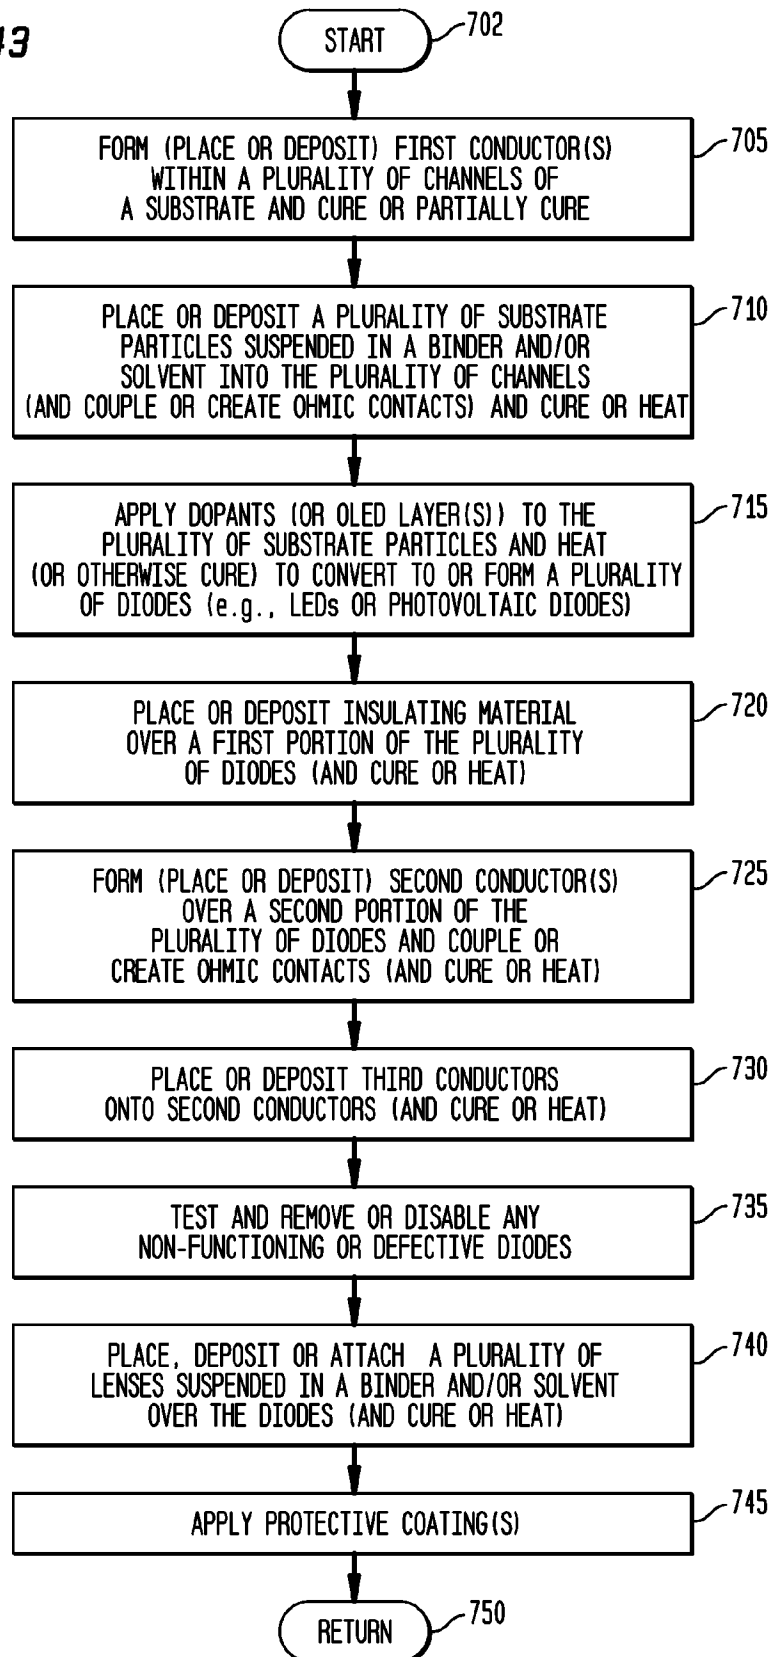 43
START
702
FORM (PLACE OR DEPOSIT) FIRST CONDUCTOR(S)
WITHIN A PLURALITY OF CHANNELS OF
A SUBSTRATE AND CURE OR PARTIALLY CURE
705
PLACE OR DEPOSIT A PLURALITY OF SUBSTRATE
PARTICLES SUSPENDED IN A BINDER AND/OR
SOLVENT INTO THE PLURALITY OF CHANNELS
(AND COUPLE OR CREATE OHMIC CONTACTS) AND CURE OR HEAT
710
APPLY DOPANTS (OR OLED LAYER(S)) TO THE
PLURALITY OF SUBSTRATE PARTICLES AND HEAT
(OR OTHERWISE CURE) TO CONVERT TO OR FORM A PLURALITY
OF DIODES (e.g., LEDs OR PHOTOVOLTAIC DIODES)
715
PLACE OR DEPOSIT INSULATING MATERIAL
OVER A FIRST PORTION OF THE PLURALITY
OF DIODES (AND CURE OR HEAT)
720
FORM (PLACE OR DEPOSIT) SECOND CONDUCTOR(S)
OVER A SECOND PORTION OF THE
PLURALITY OF DIODES AND COUPLE OR
CREATE OHMIC CONTACTS (AND CURE OR HEAT)
725
PLACE OR DEPOSIT THIRD CONDUCTORS
ONTO SECOND CONDUCTORS (AND CURE OR HEAT)
730
TEST AND REMOVE OR DISABLE ANY
NON-FUNCTIONING OR DEFECTIVE DIODES
735
PLACE, DEPOSIT OR ATTACH A PLURALITY OF
LENSES SUSPENDED IN A BINDER AND/OR SOLVENT
OVER THE DIODES (AND CURE OR HEAT)
740
APPLY PROTECTIVE COATING(S)
745
RETURN
750